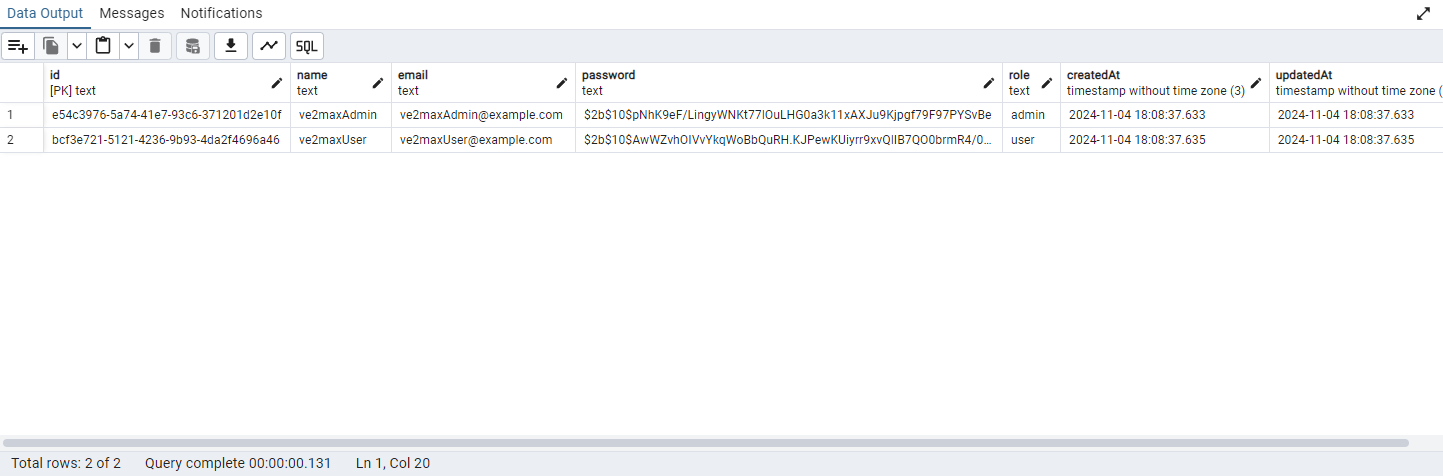 Data Output Messages Notifications
SQL
id name email password role createdAt updatedAt
[PK] text text text text text timestamp without time zone (3) timestamp without time zone (
1 e54c3976-5a74-41e7-93c6-371201d2e10f ve2maxAdmin ve2maxAdmin@example.com $2b$10$pNhK9eF/LingyWNKt77lOuLHG0a3k11xAXJu9Kjpgf79F97PYSvBe admin 2024-11-04 18:08:37.633 2024-11-04 18:08:37.633
2 bcf3e721-5121-4236-9b93-4da2f4696a46 ve2maxUser ve2maxUser@example.com $2b$10$AwWZvhOIVvYkqWoBbQuRH.KJPewKUiyrr9xvQIIB7QO0brmR4/0... user 2024-11-04 18:08:37.635 2024-11-04 18:08:37.635
Total rows: 2 of 2 Query complete 00:00:00.131 Ln 1, Col 20